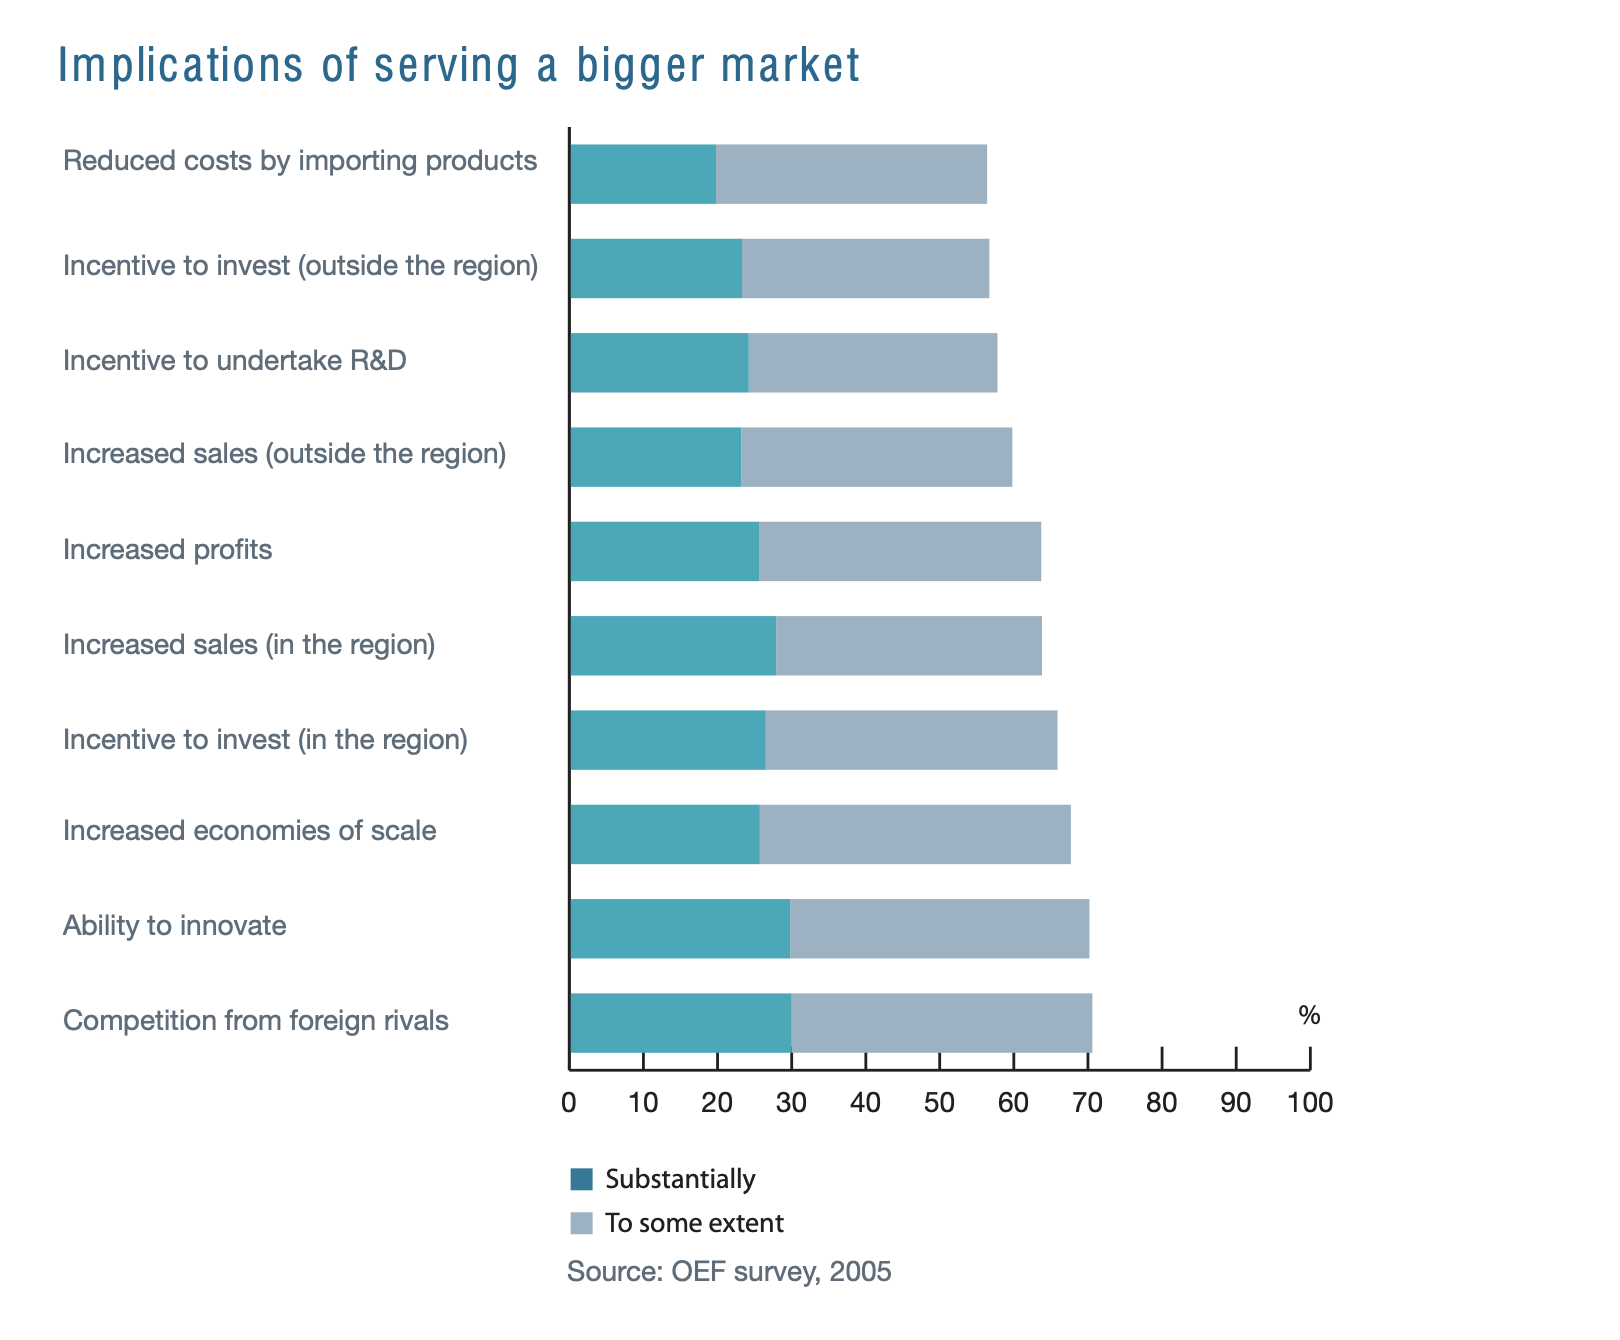 Implications of serving a bigger market
Reduced costs by importing products
Incentive to invest (outside the region)
Incentive to undertake R&D
Increased sales (outside the region)
Increased profits
Increased sales (in the region)
Incentive to invest (in the region)
Increased economies of scale
Ability to innovate
Competition from foreign rivals
%
0 10 20 30 40 50 60 70 80 90 100
Substantially
To some extent
Source: OEF survey, 2005